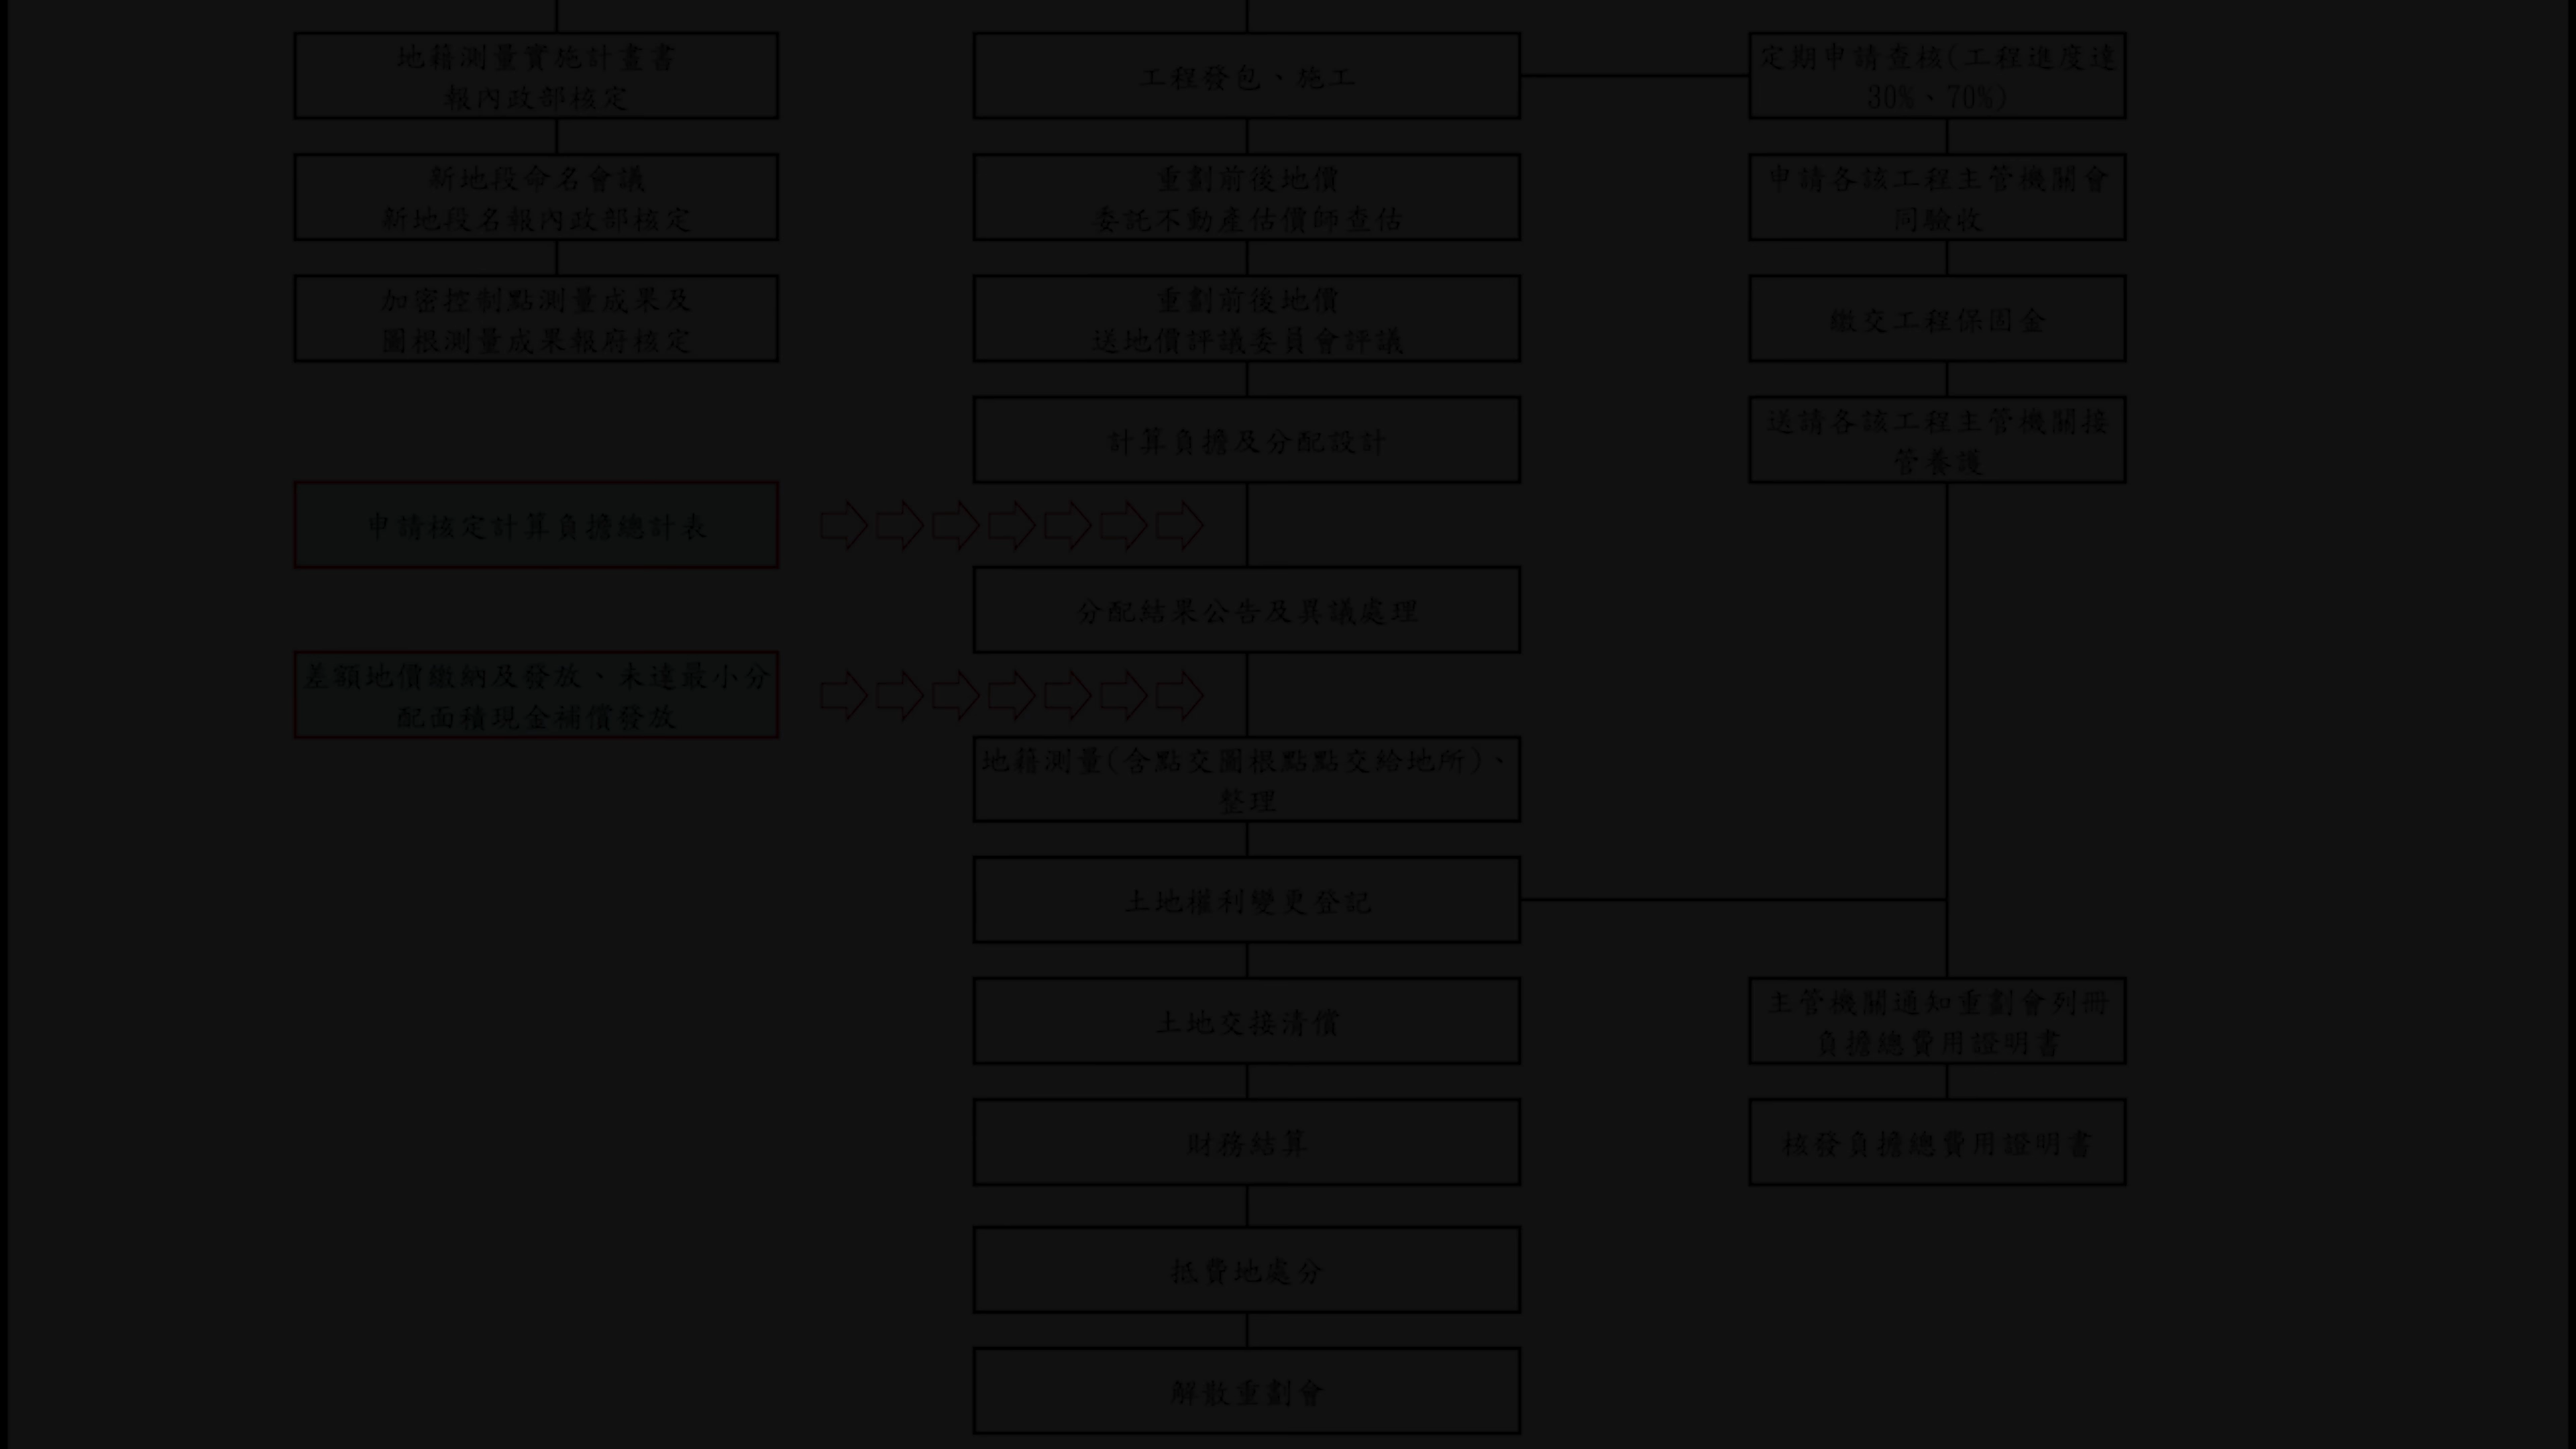 地籍測量實施計畫書
報內政部核定
工程發包、施工
定期申請查核(工程進度達
30%、70%)
新地段命名會議
新地段名報內政部核定
重劃前後地價
委託不動產估價師查估
申請各該工程主管機關會
同驗收
加密控制點測量成果及
圖根測量成果報府核定
重劃前後地價
送地價評議委員會評議
繳交工程保固金
計算負擔及分配設計
送請各該工程主管機關接
管養護
申請核定計算負擔總計表
分配結果公告及異議處理
差額地價繳納及發放、未達最小分
配面積現金補償發放
地籍測量(含點交圖根點點交給地所)、
整理
土地權利變更登記
土地交接清償
主管機關通知重劃會列冊
負擔總費用證明書
財務結算
核發負擔總費用證明書
抵費地處分
解散重劃會